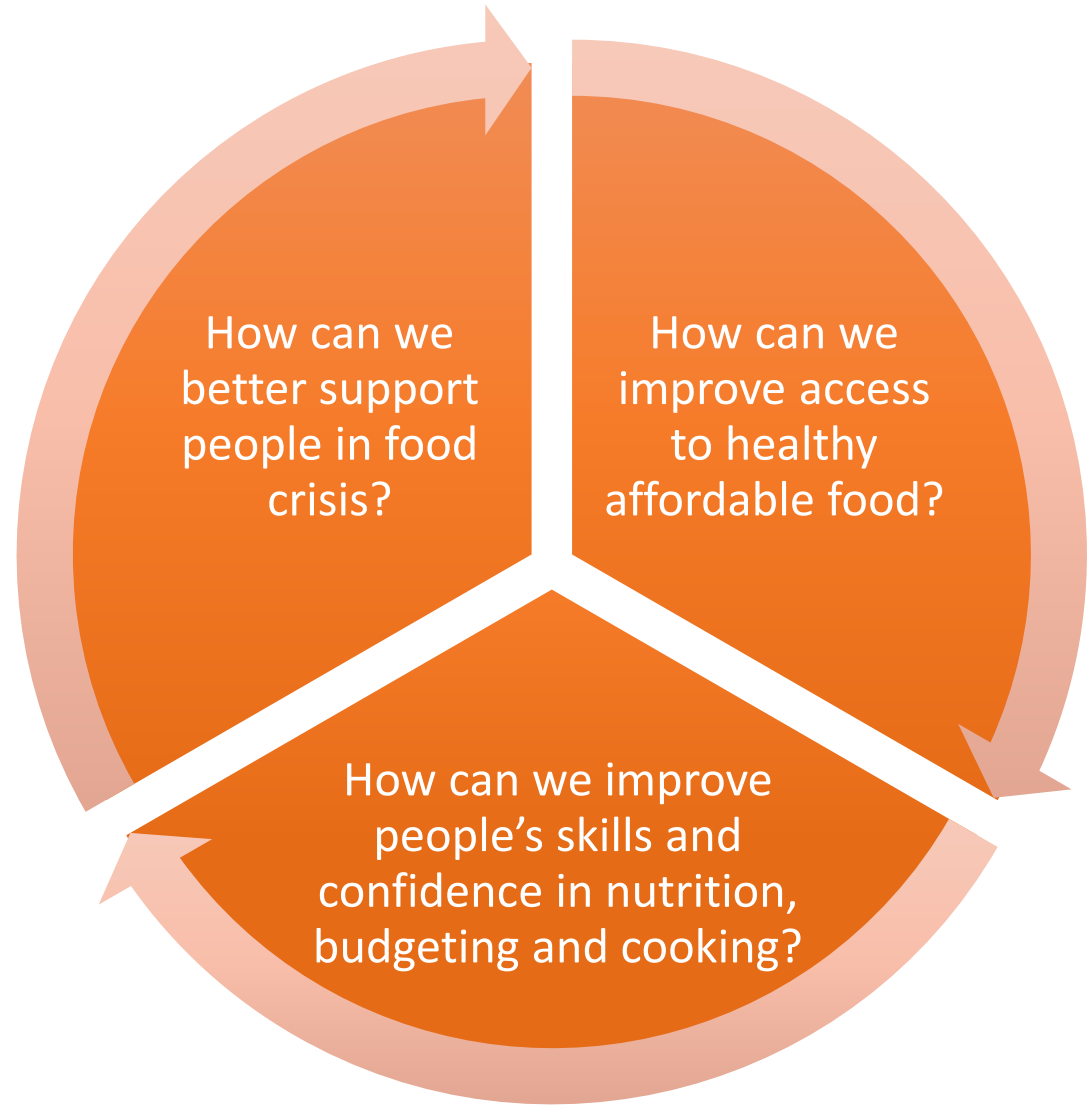 How can we
better support
people in food
crisis?
How can we
improve access
to healthy
affordable food?
How can we improve
people’s skills and
confidence in nutrition,
budgeting and cooking?